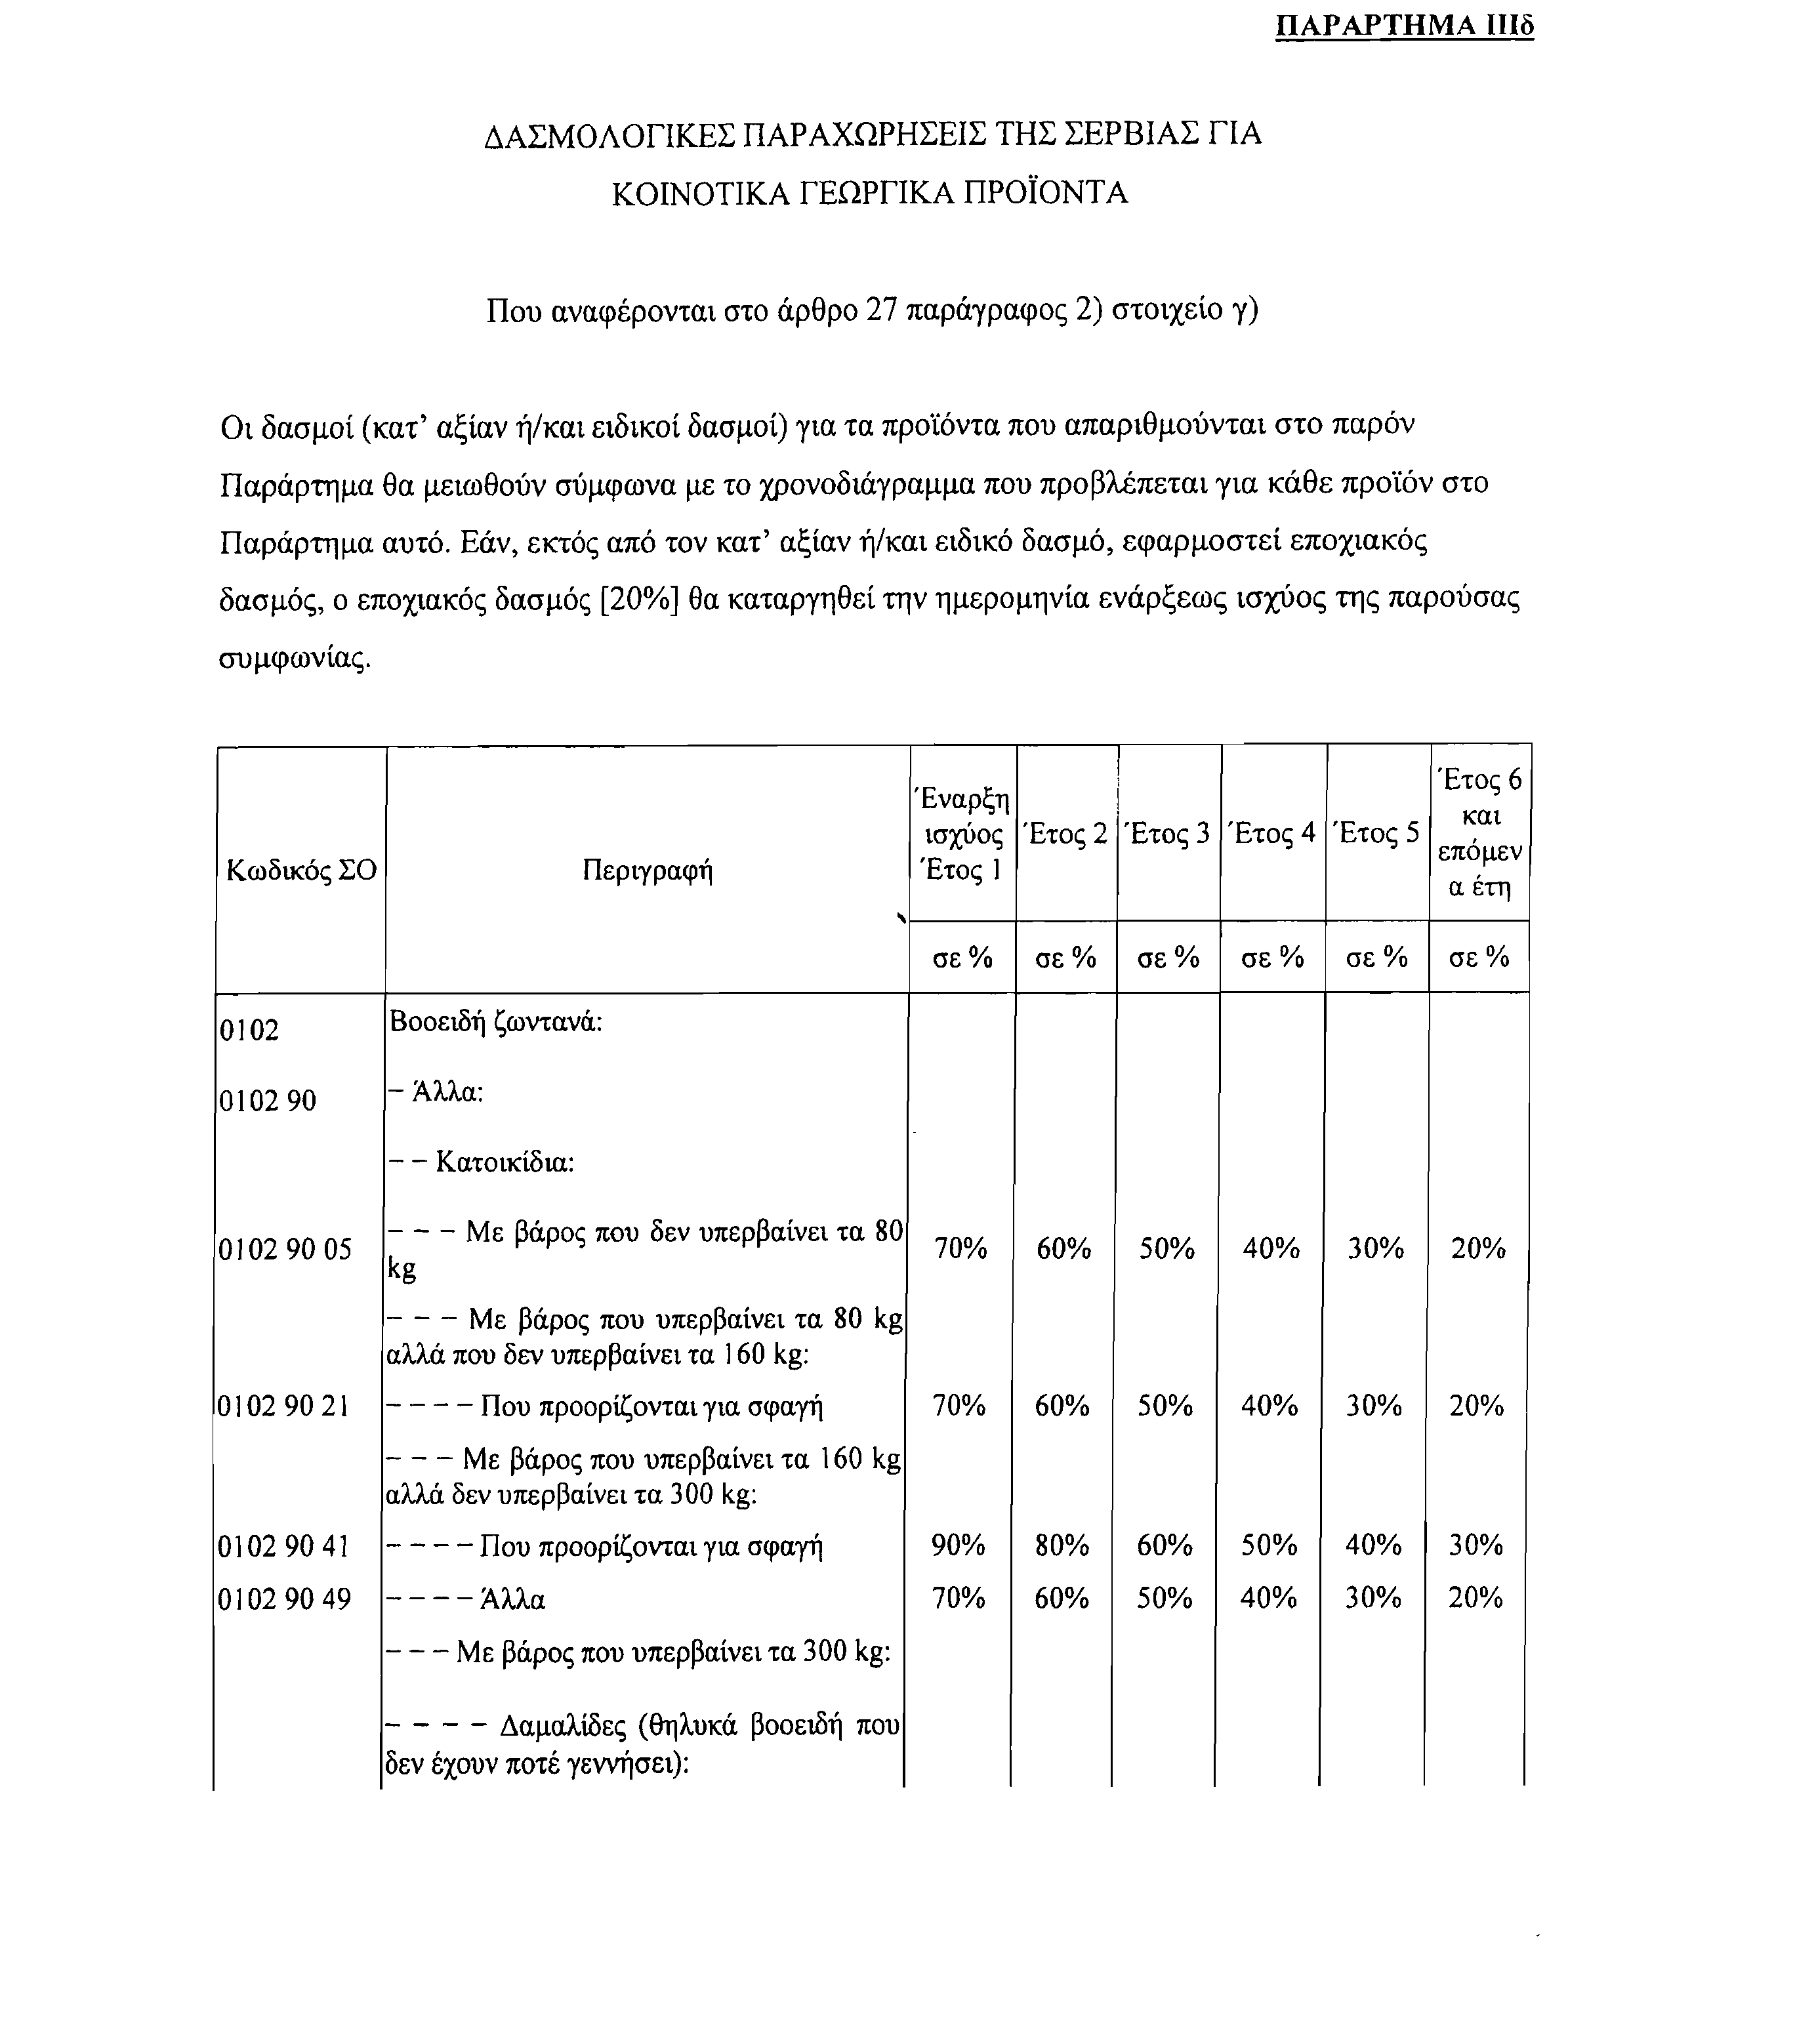 ΠΑΡΑΡΤΗΜΑ ΙΙΙδ
ΔΑΣΜΟΛΟΓΙΚΕΣ ΠΑΡΑΧΩΡΗΣΕΙΣ ΤΗΣ ΣΕΡΒΙΑΣ ΓΙΑ
ΚΟΙΝΟΤΙΚΑ ΓΕΩΡΓΙΚΑ ΠΡΟΪΟΝΤΑ
Που αναφέρονται στο άρθρο 27 παράγραφος 2) στοιχείο γ)
Οι δασμοί (κατ’ αξίαν ή/και ειδικοί δασμοί) για τα προϊόντα που απαριθμούνται στο παρόν
Παράρτημα θα μειωθούν σύμφωνα με το χρονοδιάγραμμα που προβλέπεται για κάθε προϊόν στο
Παράρτημα αυτό. Εάν, εκτός από τον κατ’ αξίαν ή/και ειδικό δασμό, εφαρμοστεί εποχιακός
δασμός, ο εποχιακός δασμός [20%] θα καταργηθεί την ημερομηνία ενάρξεως ισχύος της παρούσας
συμφωνίας.
Κωδικός ΣΟ
Περιγραφή
Έναρξη
ισχύος
Έτος 1
Έτος 2
Έτος 3
Έτος 4
Έτος 5
Έτος 6
και
επόμεν
α έτη
σε % σε % σε % σε % σε % σε %
0102 Βοοειδή ζωντανά:
0102 90 – Άλλα:
– – Κατοικίδια:
0102 90 05 – – – Με βάρος που δεν υπερβαίνει τα 80 70% 60% 50% 40% 30% 20%
kg
– – – Με βάρος που υπερβαίνει τα 80 kg
αλλά που δεν υπερβαίνει τα 160 kg:
0102 90 21 – – – – Που προορίζονται για σφαγή 70% 60% 50% 40% 30% 20%
– – – Με βάρος που υπερβαίνει τα 160 kg
αλλά δεν υπερβαίνει τα 300 kg:
0102 90 41 – – – – Που προορίζονται για σφαγή 90% 80% 60% 50% 40% 30%
0102 90 49 – – – – Άλλα 70% 60% 50% 40% 30% 20%
– – – Με βάρος που υπερβαίνει τα 300 kg:
– – – – Δαμαλίδες (θηλυκά βοοειδή που
δεν έχουν ποτέ γεννήσει):